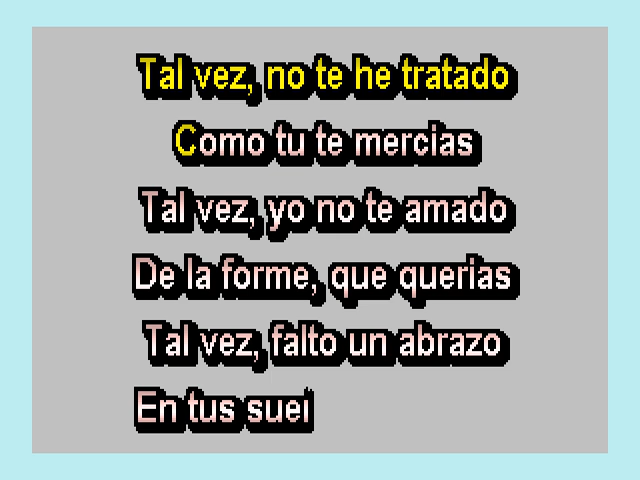 Tal vez, no te he tratado
Como tu te mercias
Tal vez, yo no te amado
De la forme, que querias
Tal vez, falto un abrazo
En tus